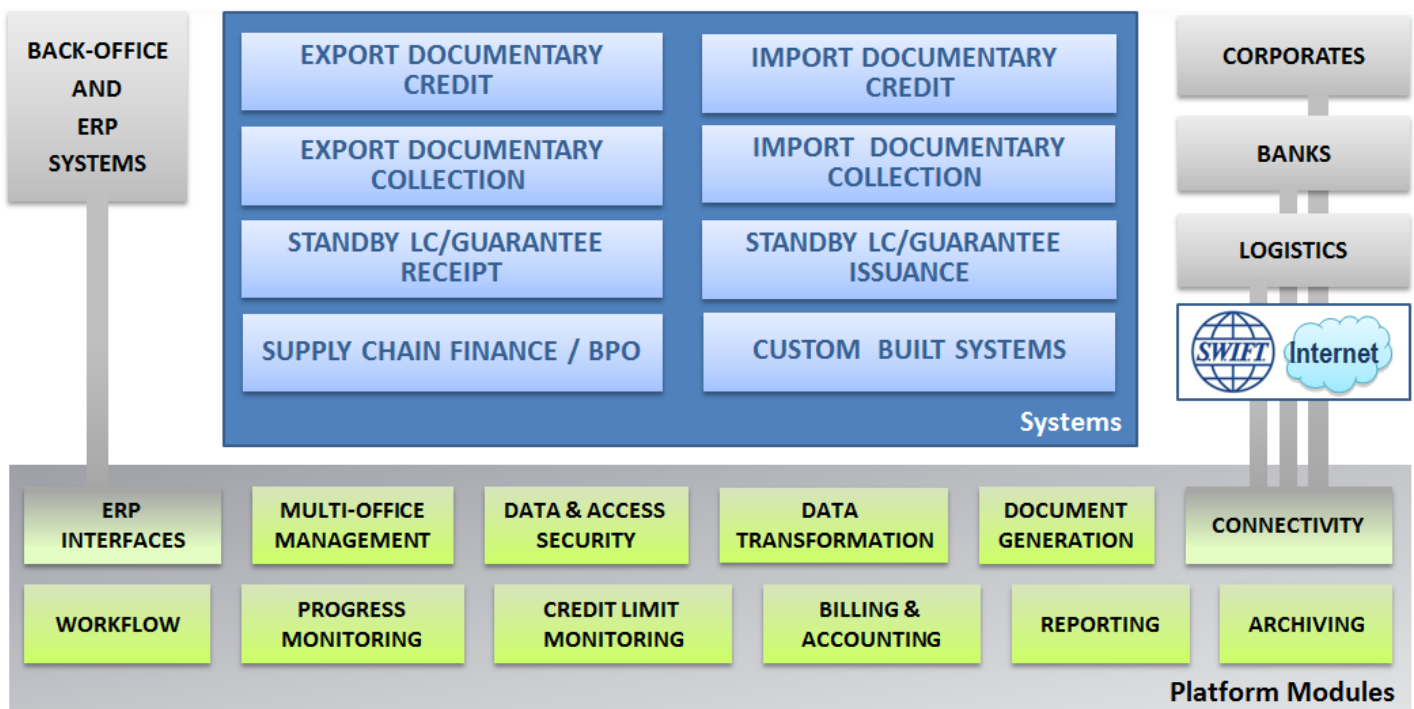 BACK-OFFICE
AND
ERP
SYSTEMS
EXPORT DOCUMENTARY
CREDIT
IMPORT DOCUMENTARY
CREDIT
EXPORT DOCUMENTARY
COLLECTION
IMPORT DOCUMENTARY
COLLECTION
STANDBY LC/GUARANTEE
RECEIPT
STANDBY LC/GUARANTEE
ISSUANCE
SUPPLY CHAIN FINANCE / BPO
CUSTOM BUILT SYSTEMS
Systems
CORPORATES
BANKS
LOGISTICS
S.W.I.F.T.
Internet
ERP
INTERFACES
MULTI-OFFICE
MANAGEMENT
DATA & ACCESS
SECURITY
DATA
TRANSFORMATION
DOCUMENT
GENERATION
CONNECTIVITY
WORKFLOW
PROGRESS
MONITORING
CREDIT LIMIT
MONITORING
BILLING &
ACCOUNTING
REPORTING
ARCHIVING
Platform Modules